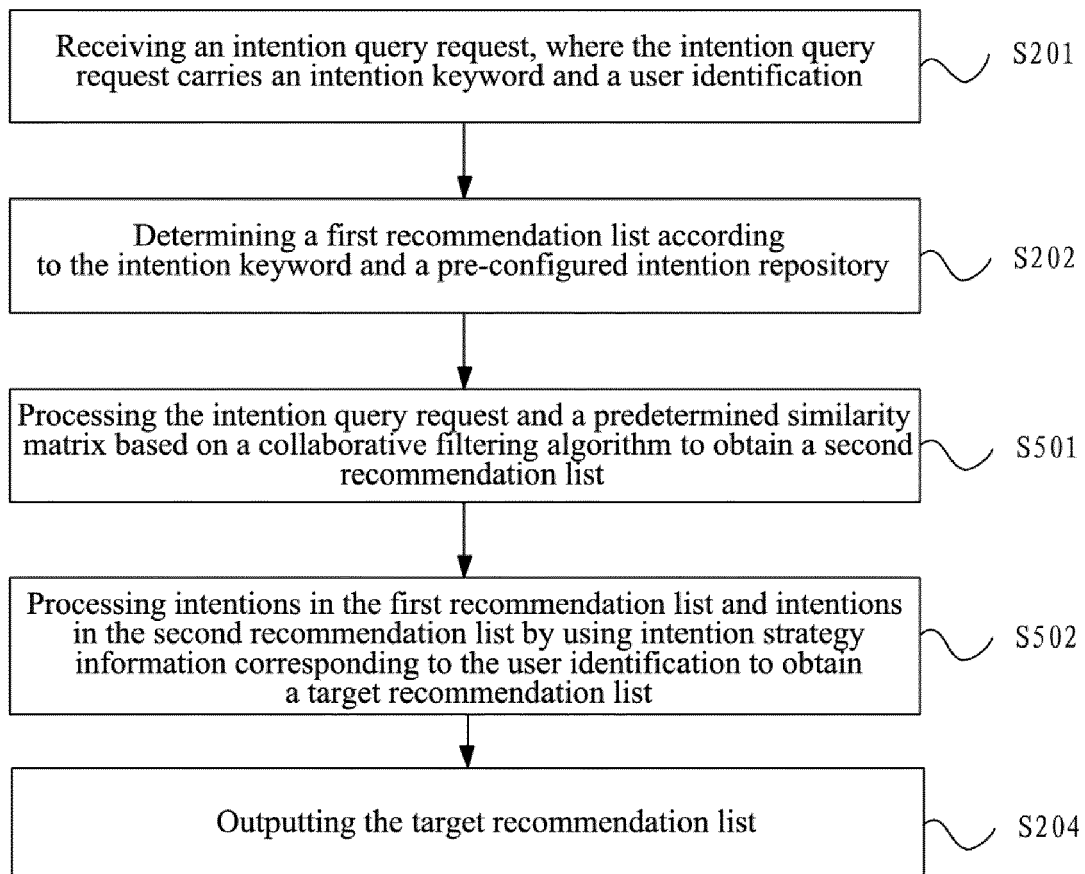 Receiving an intention query request, where the intention query
request carries an intention keyword and a user identification
S201
Determining a first recommendation list according
to the intention keyword and a pre-configured intention repository
S202
Processing the intention query request and a predetermined similarity
matrix based on a collaborative filtering algorithm to obtain a second
recommendation list
S501
Processing intentions in the first recommendation list and intentions
in the second recommendation list by using intention strategy
information corresponding to the user identification to obtain
a target recommendation list
S502
Outputting the target recommendation list
S204